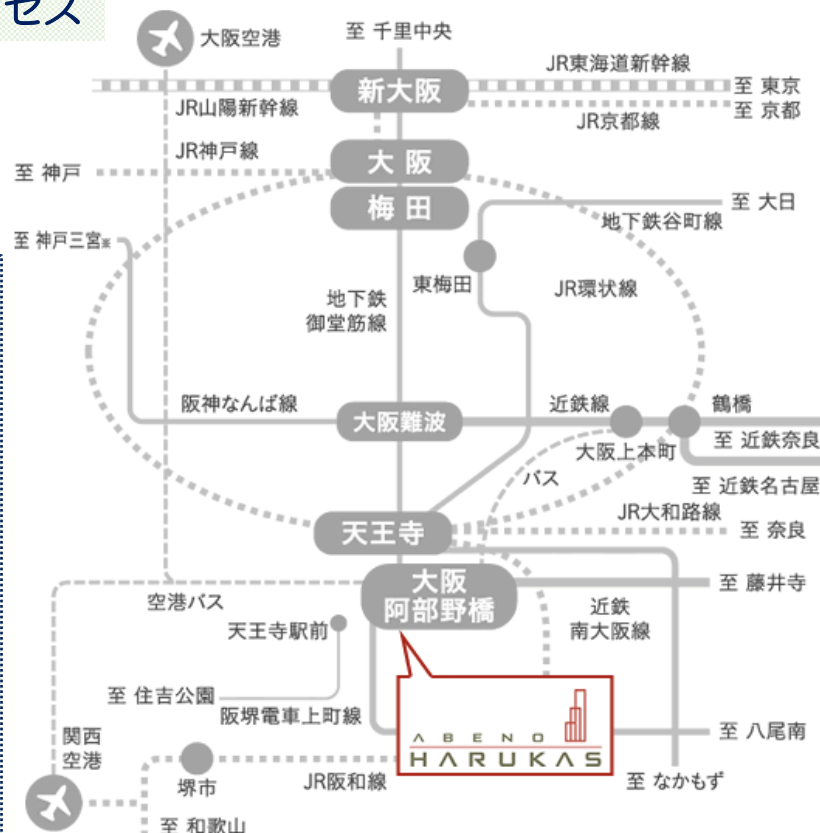 セス
大阪空港
至 千里中央
JR東海道新幹線
新大阪
至 東京
JR山陽新幹線
至 京都
JR京都線
JR神戸線
大阪
至 神戸
梅田
至 大日
地下鉄谷町線
至 神戸三宮※
東梅田
JR環状線
地下鉄
御堂筋線
阪神なんば線
大阪難波
近鉄線
鶴橋
至 近鉄奈良
大阪上本町
バス
至 近鉄名古屋
JR大和路線
天王寺
至 奈良
大阪
阿部野橋
至 藤井寺
空港バス
近鉄
南大阪線
天王寺駅前
至 住吉公園
阪堺電車上町線
ABENO
HARUKAS
至 八尾南
関西
空港
堺市
JR阪和線
至 なかもず
至 和歌山